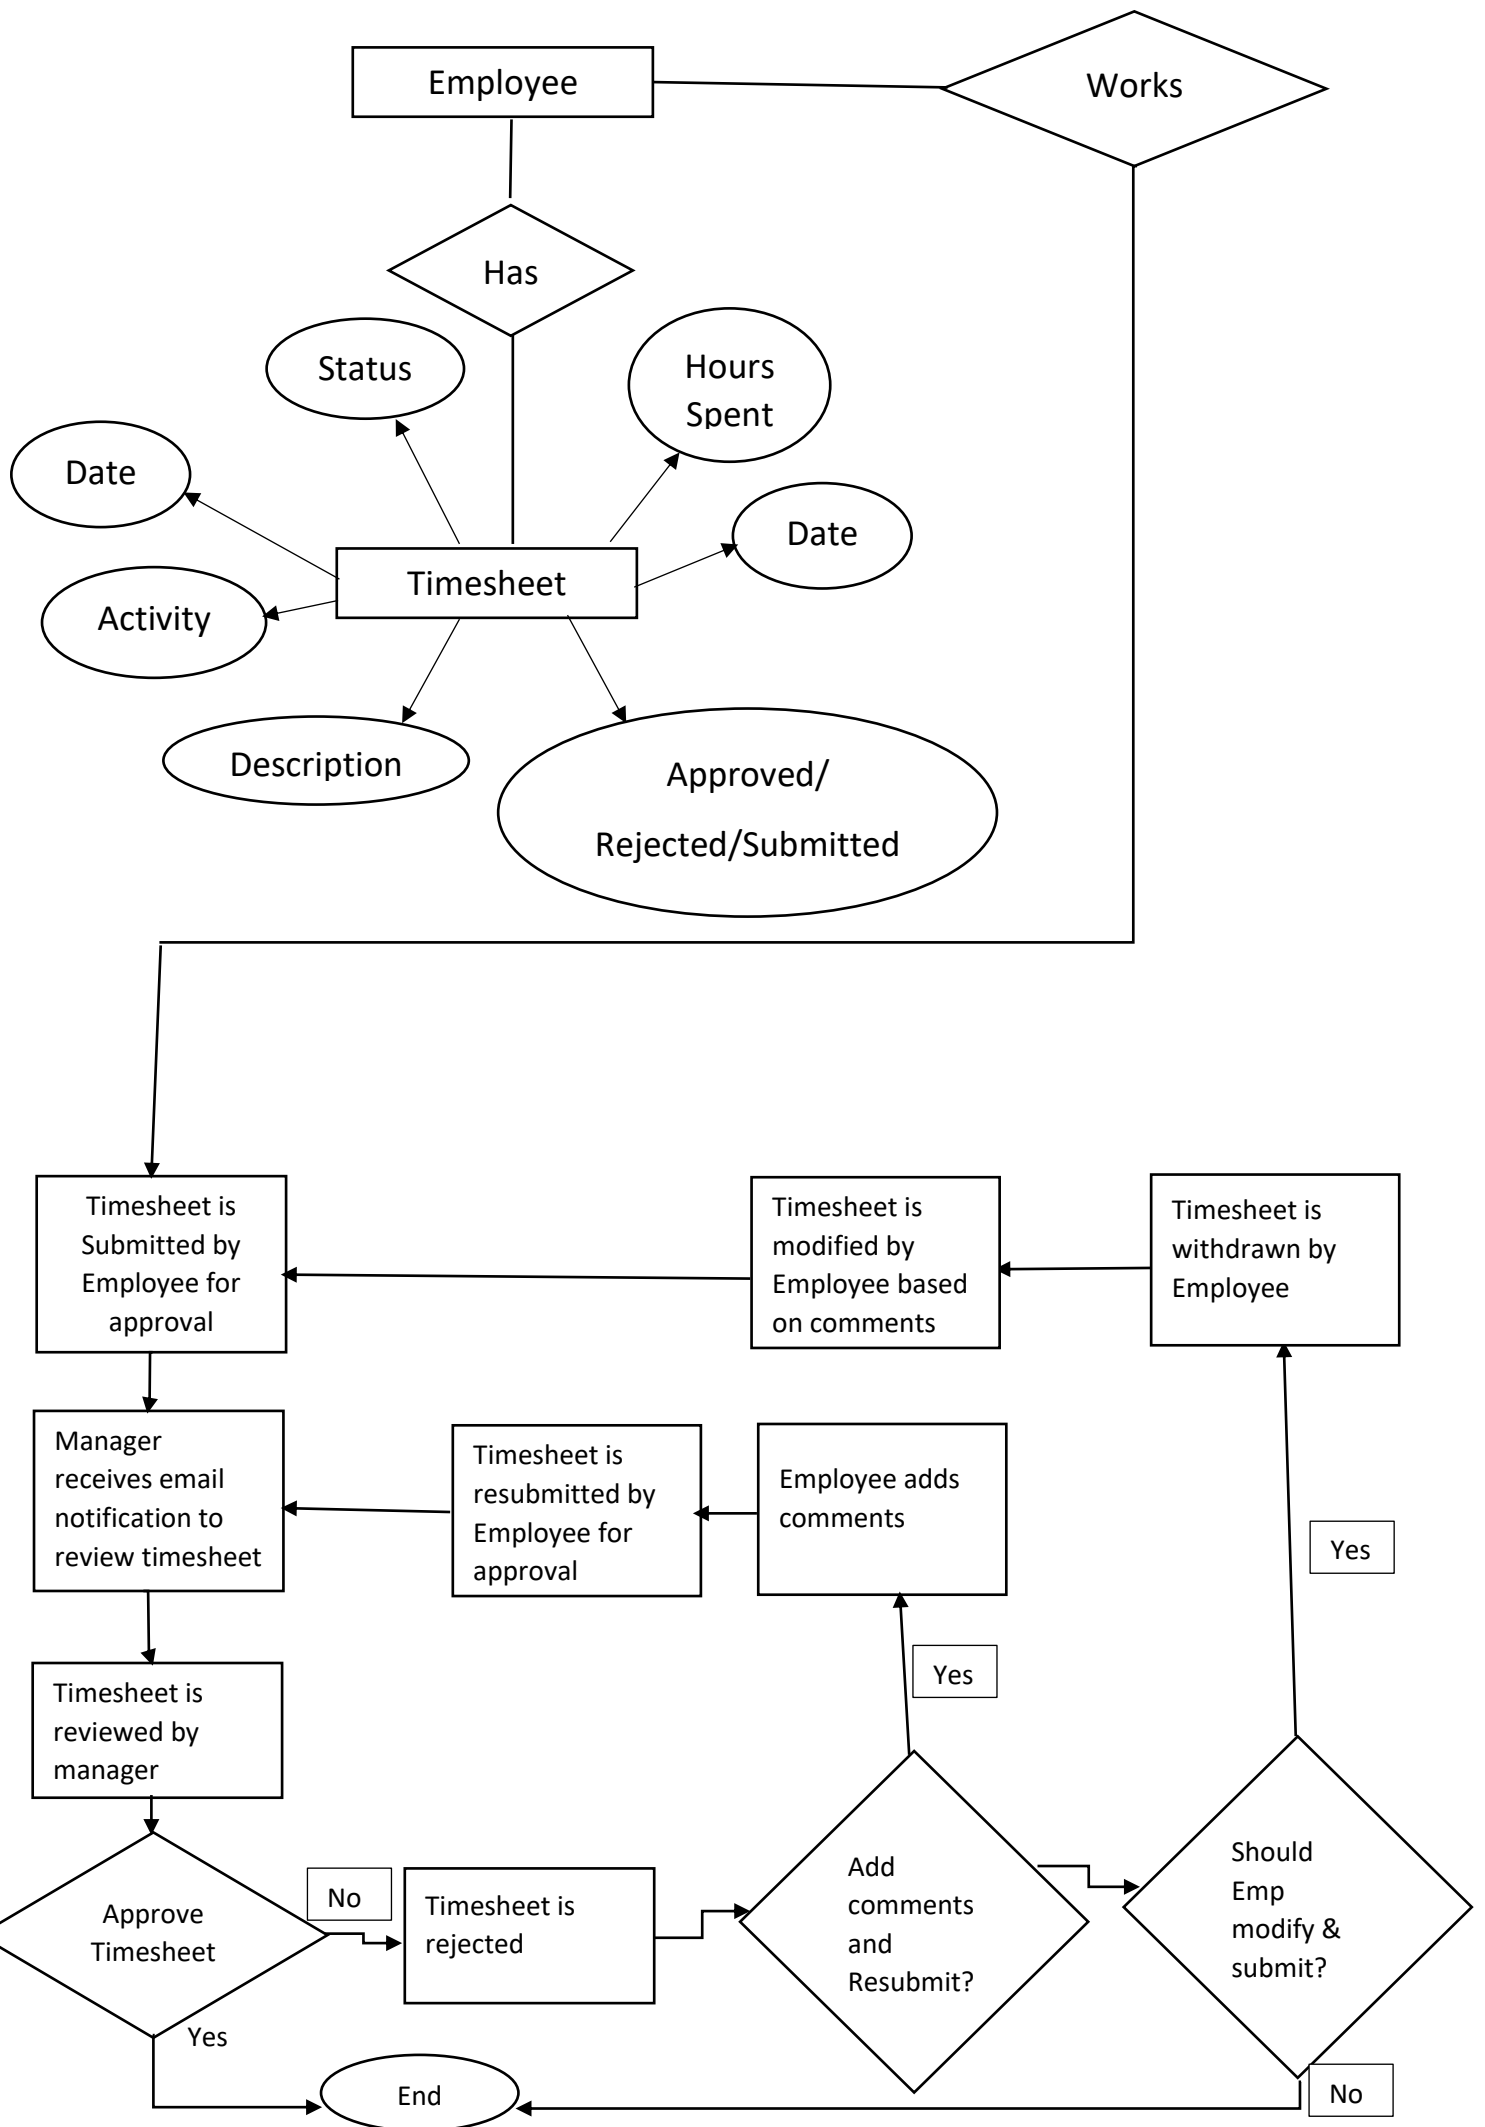 Employee
Works
Has
Status
Hours
Spent
Date
Date
Timesheet
Activity
Description
Approved/
Rejected/Submitted
Timesheet is
Submitted by
Employee for
approval
Timesheet is
modified by
Employee based
on comments
Timesheet is
withdrawn by
Employee
Manager
receives email
notification to
review timesheet
Timesheet is
resubmitted by
Employee for
approval
Employee adds
comments
Yes
Yes
Timesheet is
reviewed by
manager
Approve
Timesheet
No
Timesheet is
rejected
Add
comments
and
Resubmit?
Should
Emp
modify &
submit?
Yes
End
No